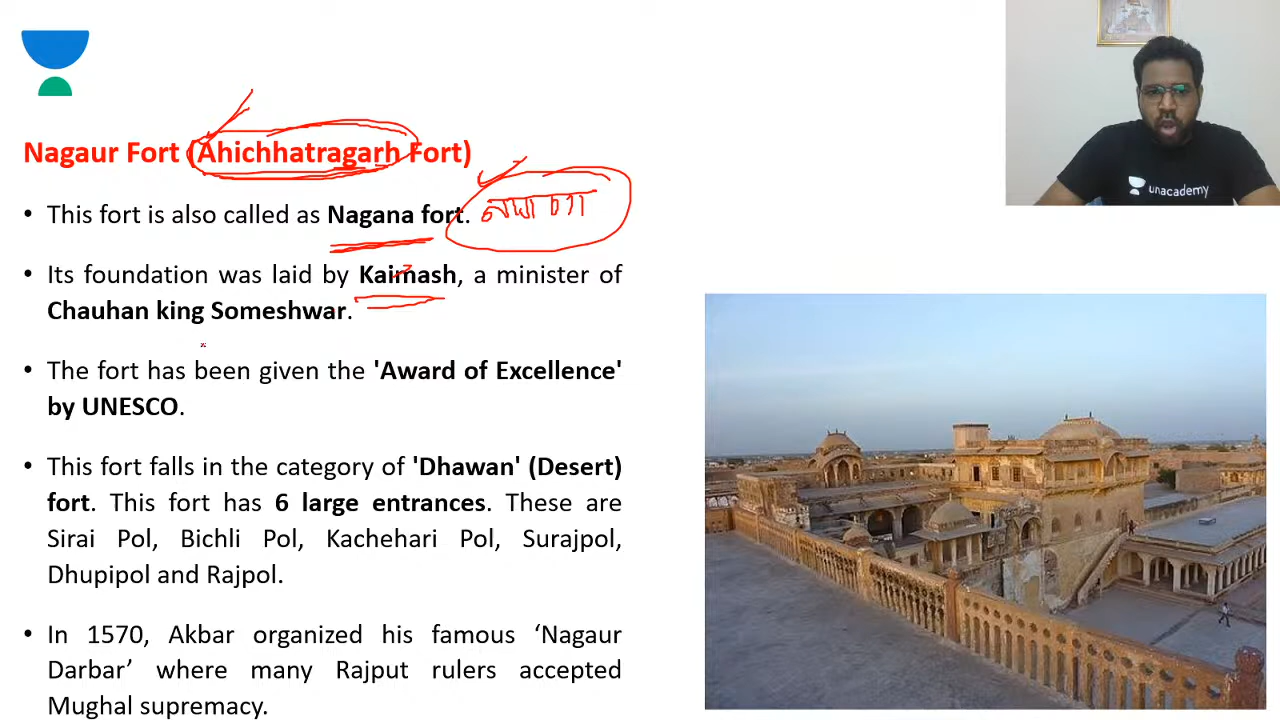 Nagaur Fort (Ahichhatragarh Fort)
• This fort is also called as Nagana fort.
• Its foundation was laid by Kaimash, a minister of
Chauhan king Someshwar.
• The fort has been given the 'Award of Excellence'
by UNESCO.
• This fort falls in the category of 'Dhawan' (Desert)
fort. This fort has 6 large entrances. These are
Sirai Pol, Bichli Pol, Kachehari Pol, Surajpol,
Dhupipol and Rajpol.
• In 1570, Akbar organized his famous ‘Nagaur
Darbar’ where many Rajput rulers accepted
Mughal supremacy.
unacademy